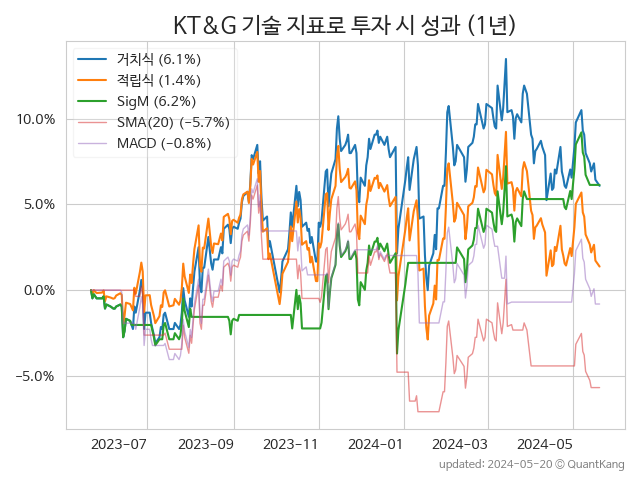 KT&G 기술 지표로 투자 시 성과 (1년)
거치식 (6.1%)
적립식 (1.4%)
SigM (6.2%)
SMA(20) (−5.7%)
MACD (−0.8%)
10.0%
5.0%
0.0%
−5.0%
2023-07 2023-09 2023-11 2024-01 2024-03 2024-05
updated: 2024-05-20 © QuantKang